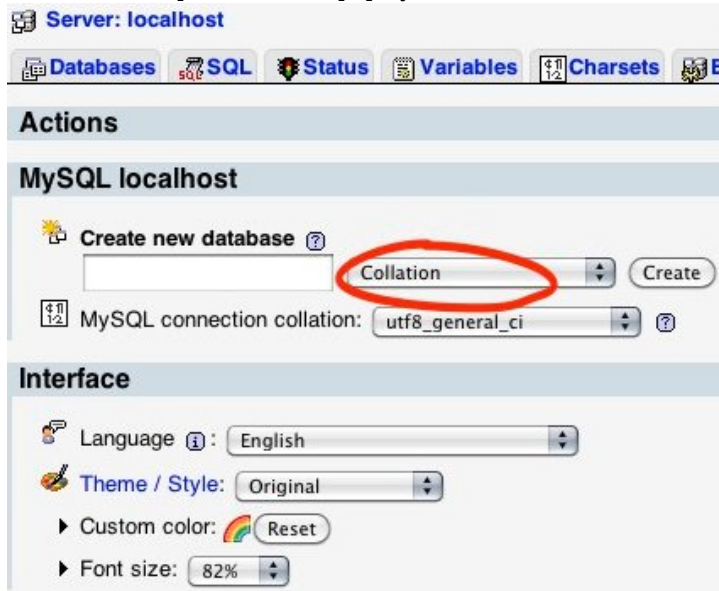 Server: localhost
Databases SQL Status Variables Charsets
Actions
MySQL localhost
Create new database
Collation Create
MySQL connection collation: utf8_general_ci
Interface
Language : English
Theme / Style: Original
Custom color: Reset
Font size: 82%